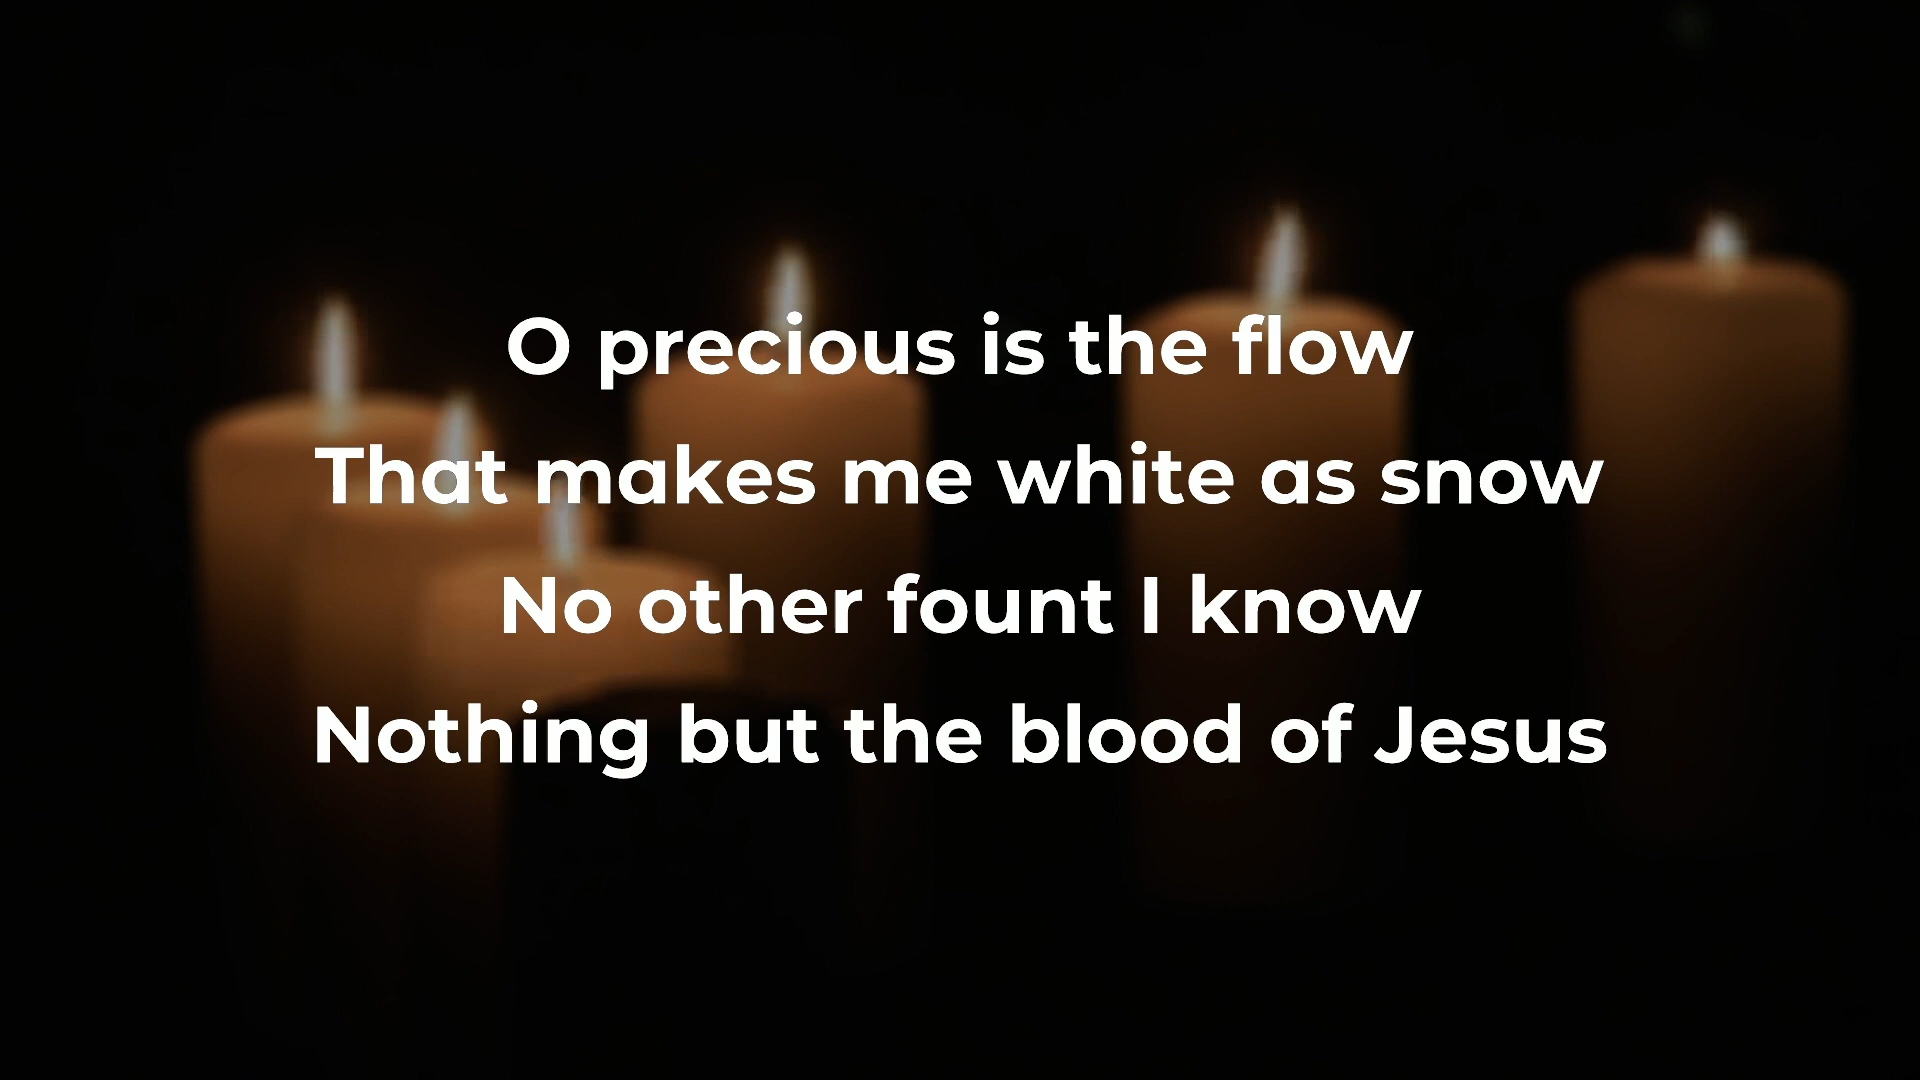 O precious is the flow
That makes me white as snow
No other fount I know
Nothing but the blood of Jesus